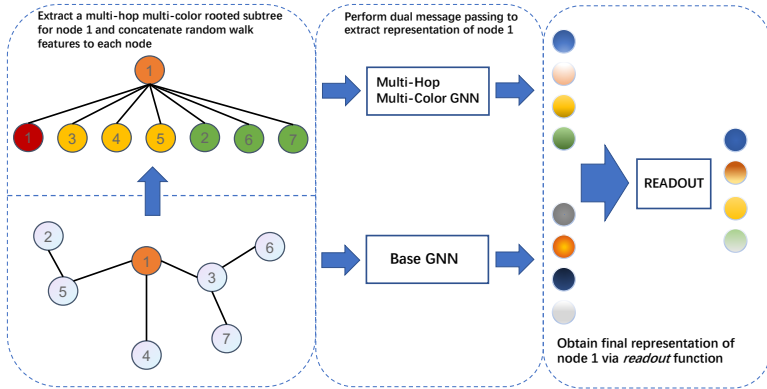 Extract a multi-hop multi-color rooted subtree
for node 1 and concatenate random walk
features to each node
1
1
3
4
5
2
6
7
2
5
1
4
3
6
7
Perform dual message passing to
extract representation of node 1
Multi-Hop
Multi-Color GNN
Base GNN
READOUT
Obtain final representation of
node 1 via readout function